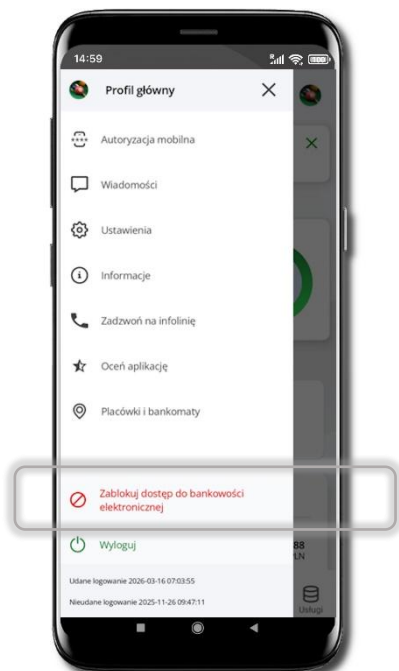 14:59
Profil główny
Autoryzacja mobilna
Wiadomości
Ustawienia
Informacje
Zadzwoń na infolinię
Oceń aplikację
Placówki i bankomaty
Zablokuj dostęp do bankowości
elektronicznej
Wyloguj
88
LN
Udane logowanie 2026-03-16 07:03:55
Nieudane logowanie 2025-11-26 09:47:11
Usługi